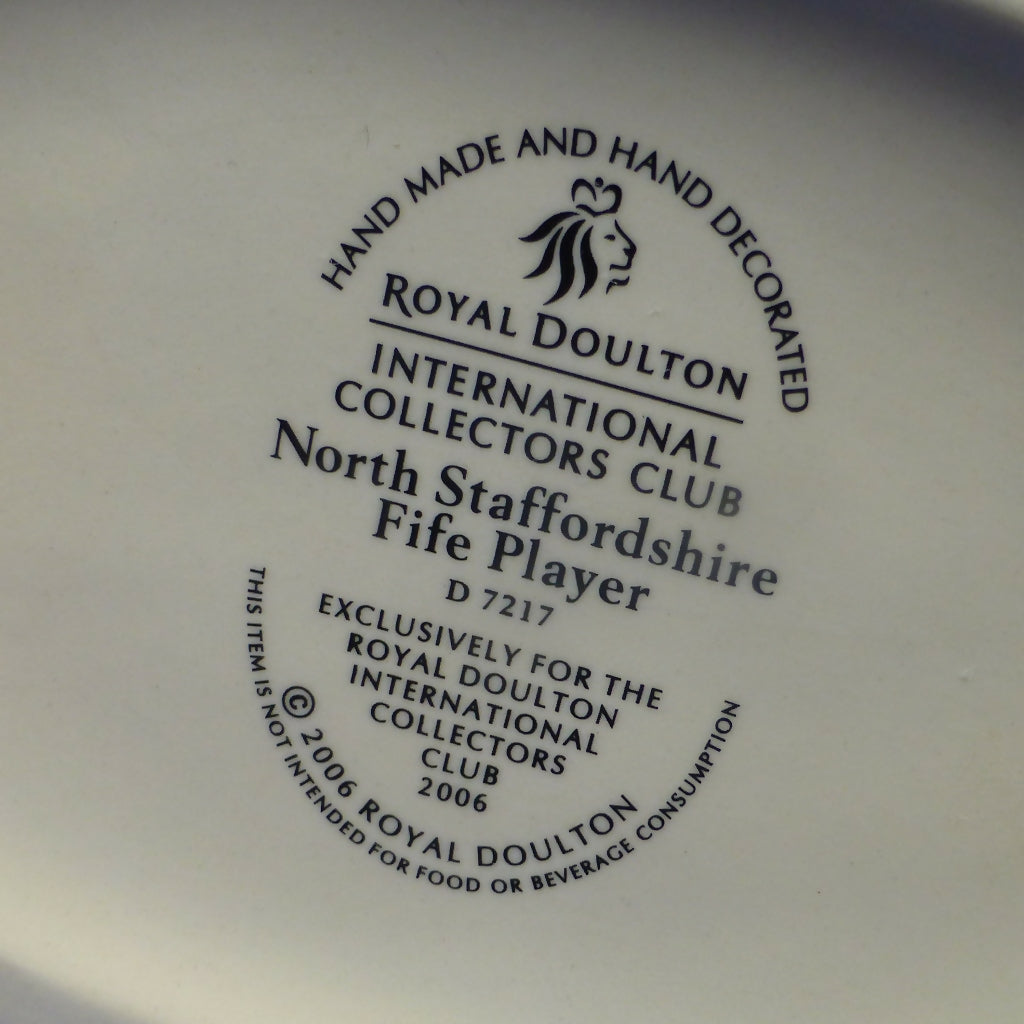 HAND MADE AND HAND DECORATED
ROYAL DOULTON
INTERNATIONAL
COLLECTORS CLUB
North Staffordshire
Fife Player
D 7217
EXCLUSIVELY FOR THE
ROYAL DOULTON
INTERNATIONAL
COLLECTORS
CLUB
2006
© 2006 ROYAL DOULTON
THIS ITEM IS NOT INTENDED FOR FOOD OR BEVERAGE CONSUMPTION